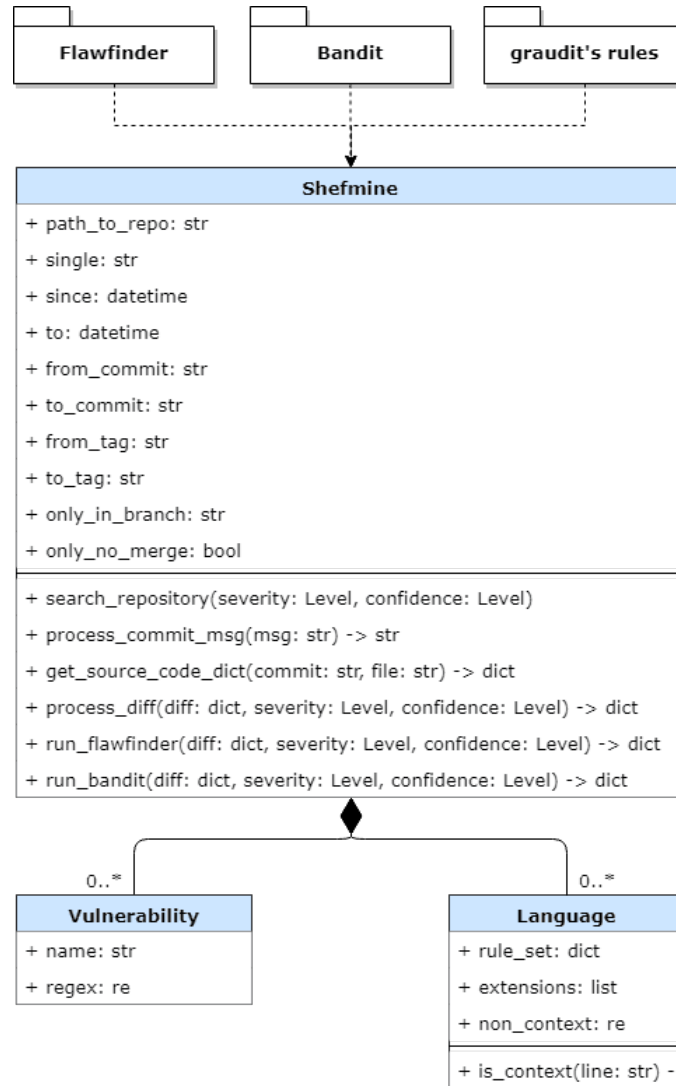 Flawfinder
Bandit
graudit's rules
Shefmine
+ path_to_repo: str
+ single: str
+ since: datetime
+ to: datetime
+ from_commit: str
+ to_commit: str
+ from_tag: str
+ to_tag: str
+ only_in_branch: str
+ only_no_merge: bool
+ search_repository(severity: Level, confidence: Level)
+ process_commit_msg(msg: str) -> str
+ get_source_code_dict(commit: str, file: str) -> dict
+ process_diff(diff: dict, severity: Level, confidence: Level) -> dict
+ run_flawfinder(diff: dict, severity: Level, confidence: Level) -> dict
+ run_bandit(diff: dict, severity: Level, confidence: Level) -> dict
0..*
0..*
Vulnerability
+ name: str
+ regex: re
Language
+ rule_set: dict
+ extensions: list
+ non_context: re
+ is_context(line: str) -